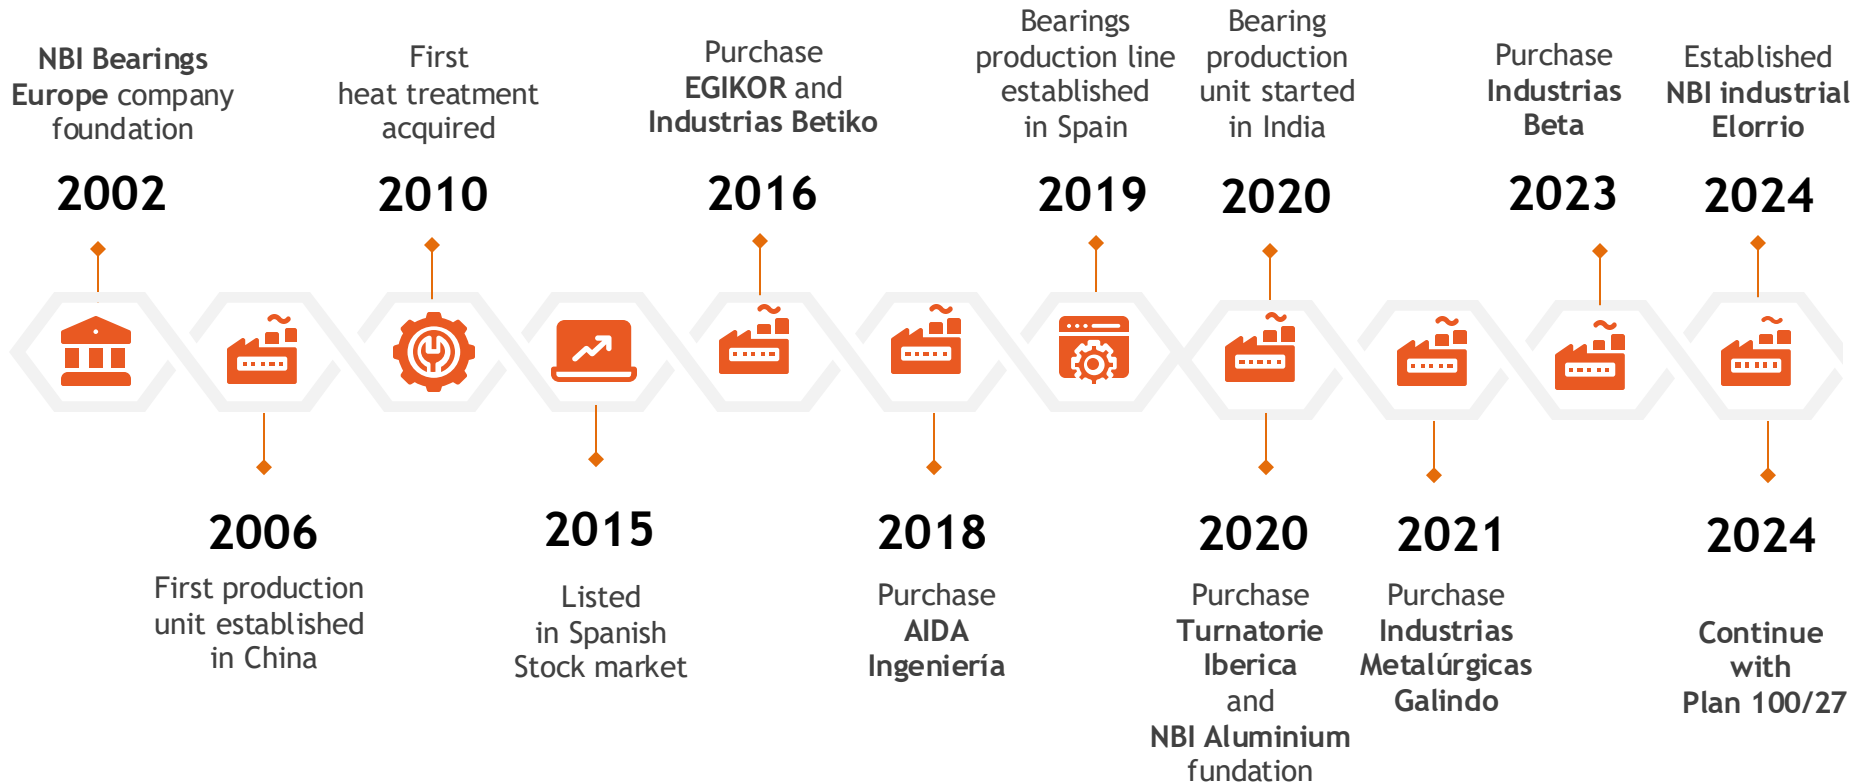 NBI Bearings
Europe company
foundation
2002
First production
unit established
in China
2006
First
heat treatment
acquired
2010
Listed
in Spanish
Stock market
2015
Purchase
EGIKOR and
Industrias Betiko
2016
Purchase
AIDA
Ingeniería
2018
Bearings
production line
established
in Spain
2019
Bearing
production
unit started
in India
2020
2020
Purchase
Turnatorie
Iberica
and
NBI Aluminium
fundation
2021
Purchase
Industrias
Metalúrgicas
Galindo
Purchase
Industrias
Beta
2023
Established
NBI industrial
Elorrio
2024
2024
Continue
with
Plan 100/27